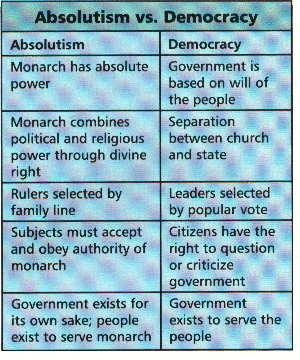 Absolutism vs. Democracy
Absolutism
Democracy
Monarch has absolute
power
Government is
based on will of
the people
Monarch combines
political and religious
power through divine
right
Separation
between church
and state
Rulers selected by
family line
Leaders selected
by popular vote
Subjects must accept
and obey authority of
monarch
Citizens have the
right to question
or criticize
government
Government exists for
its own sake; people
exist to serve monarch
Government
exists to serve the
people